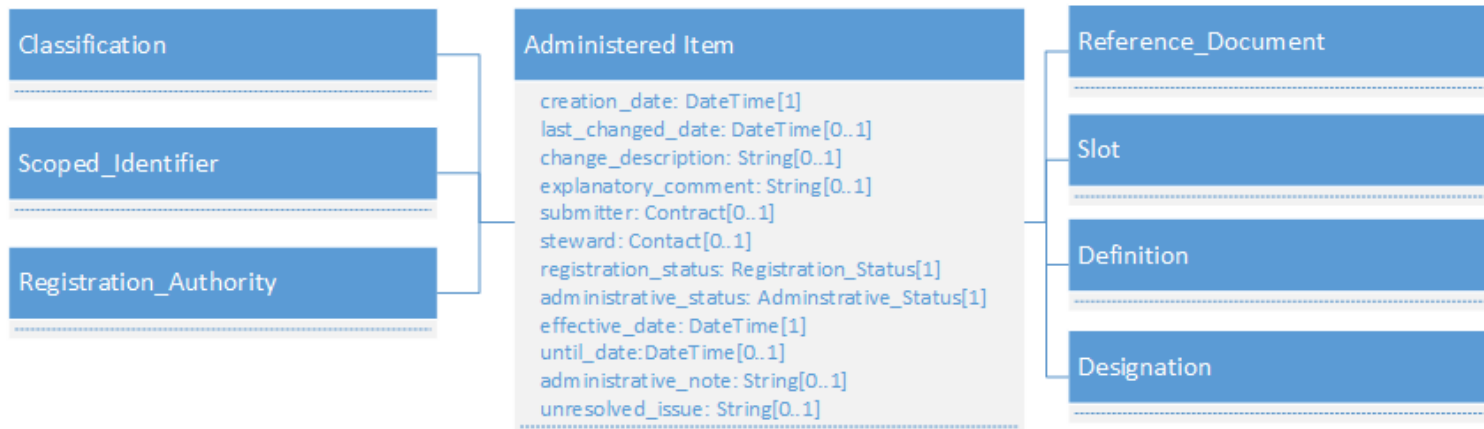 Classification
Scoped_Identifier
Registration_Authority
Administered Item
creation_date: DateTime[1]
last_changed_date: DateTime[0..1]
change_description: String[0..1]
explanatory_comment: String[0..1]
submitter: Contract[0..1]
steward: Contact[0..1]
registration_status: Registration_Status[1]
administrative_status: Adminstrative_Status[1]
effective_date: DateTime[1]
until_date:DateTime[0..1]
administrative_note: String[0..1]
unresolved_issue: String[0..1]
Reference_Document
Slot
Definition
Designation